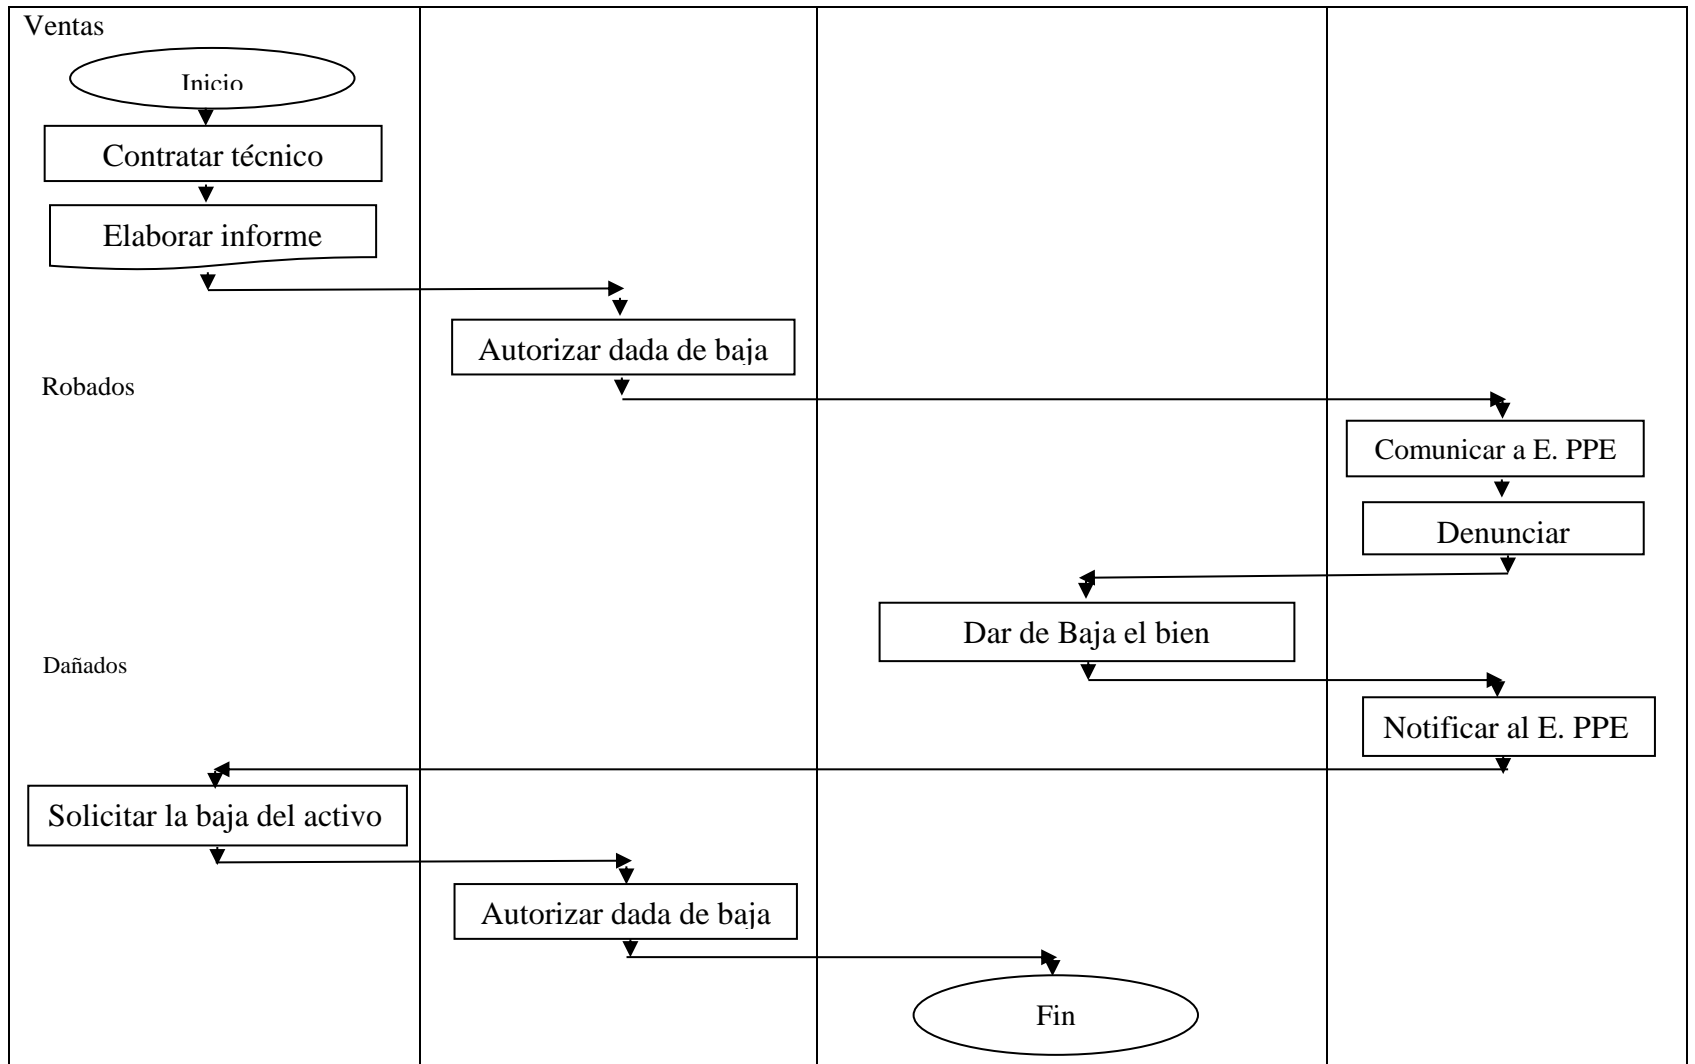 Ventas
Inicio
Contratar técnico
Elaborar informe
Autorizar dada de baja
Robados
Comunicar a E. PPE
Denunciar
Dar de Baja el bien
Dañados
Notificar al E. PPE
Solicitar la baja del activo
Autorizar dada de baja
Fin